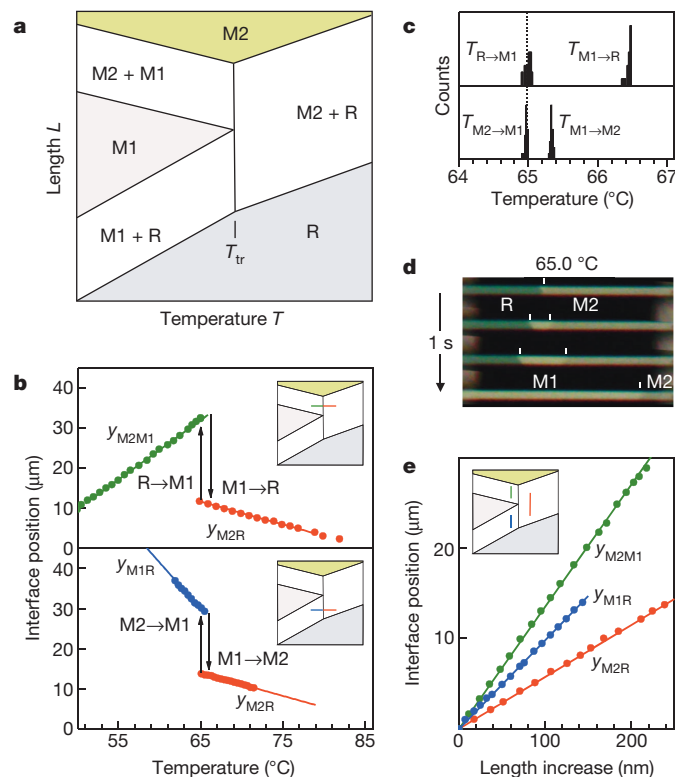 a
M2
M2 + M1
M2 + R
M1
M1 + R
R
T_tr
Length L
Temperature T
b
Interface position (μm)
40
30
20
10
0
y_M2M1
R→M1
M1→R
y_M2R
40
30
20
10
0
y_M1R
M2→M1
M1→M2
y_M2R
55
65
75
85
Temperature (°C)
c
Counts
T_R→M1
T_M1→R
T_M2→M1
T_M1→M2
64
65
66
67
Temperature (°C)
d
65.0 °C
R
M2
1 s
M1
M2
e
Interface position (μm)
20
10
y_M2M1
y_M1R
y_M2R
0
100
200
Length increase (nm)